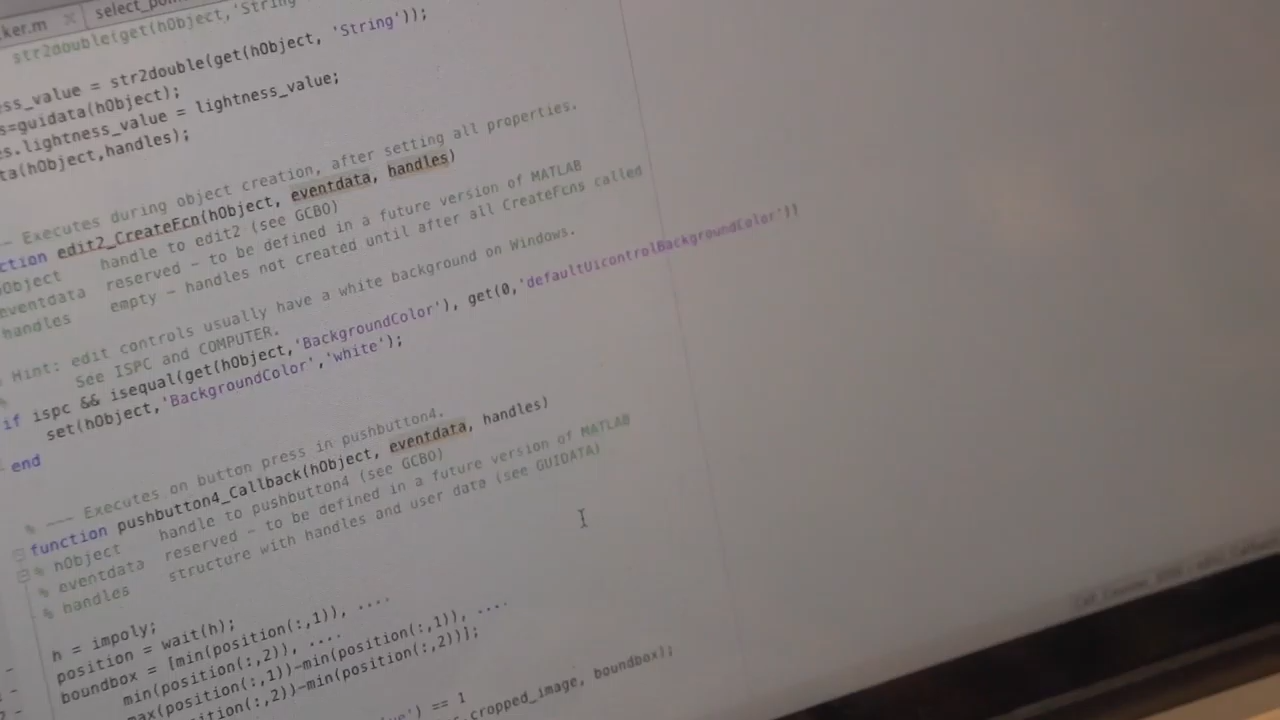 ker.m select_po
str2double(get(hObject,'String
ss_value = str2double(get(hObject, 'String'));
s=guidata(hObject);
s.lightness_value = lightness_value;
ta(hObject,handles);
-- Executes during object creation, after setting all properties.
ction edit2_CreateFcn(hObject, eventdata, handles)
hObject handle to edit2 (see GCBO)
eventdata reserved - to be defined in a future version of MATLAB
handles empty - handles not created until after all CreateFcns called
Hint: edit controls usually have a white background on Windows.
% See ISPC and COMPUTER.
if ispc && isequal(get(hObject,'BackgroundColor'), get(0,'defaultUicontrolBackgroundColor'))
set(hObject,'BackgroundColor','white');
end
% --- Executes on button press in pushbutton4.
function pushbutton4_Callback(hObject, eventdata, handles)
% hObject handle to pushbutton4 (see GCBO)
% eventdata reserved - to be defined in a future version of MATLAB
% handles structure with handles and user data (see GUIDATA)
h = impoly;
position = wait(h);
boundbox = [min(position(:,1)), ....
min(position(:,2)), ....
max(position(:,1))-min(position(:,1)), ....
sition(:,2))-min(position(:,2))];
') == 1
cropped_image, boundbox);